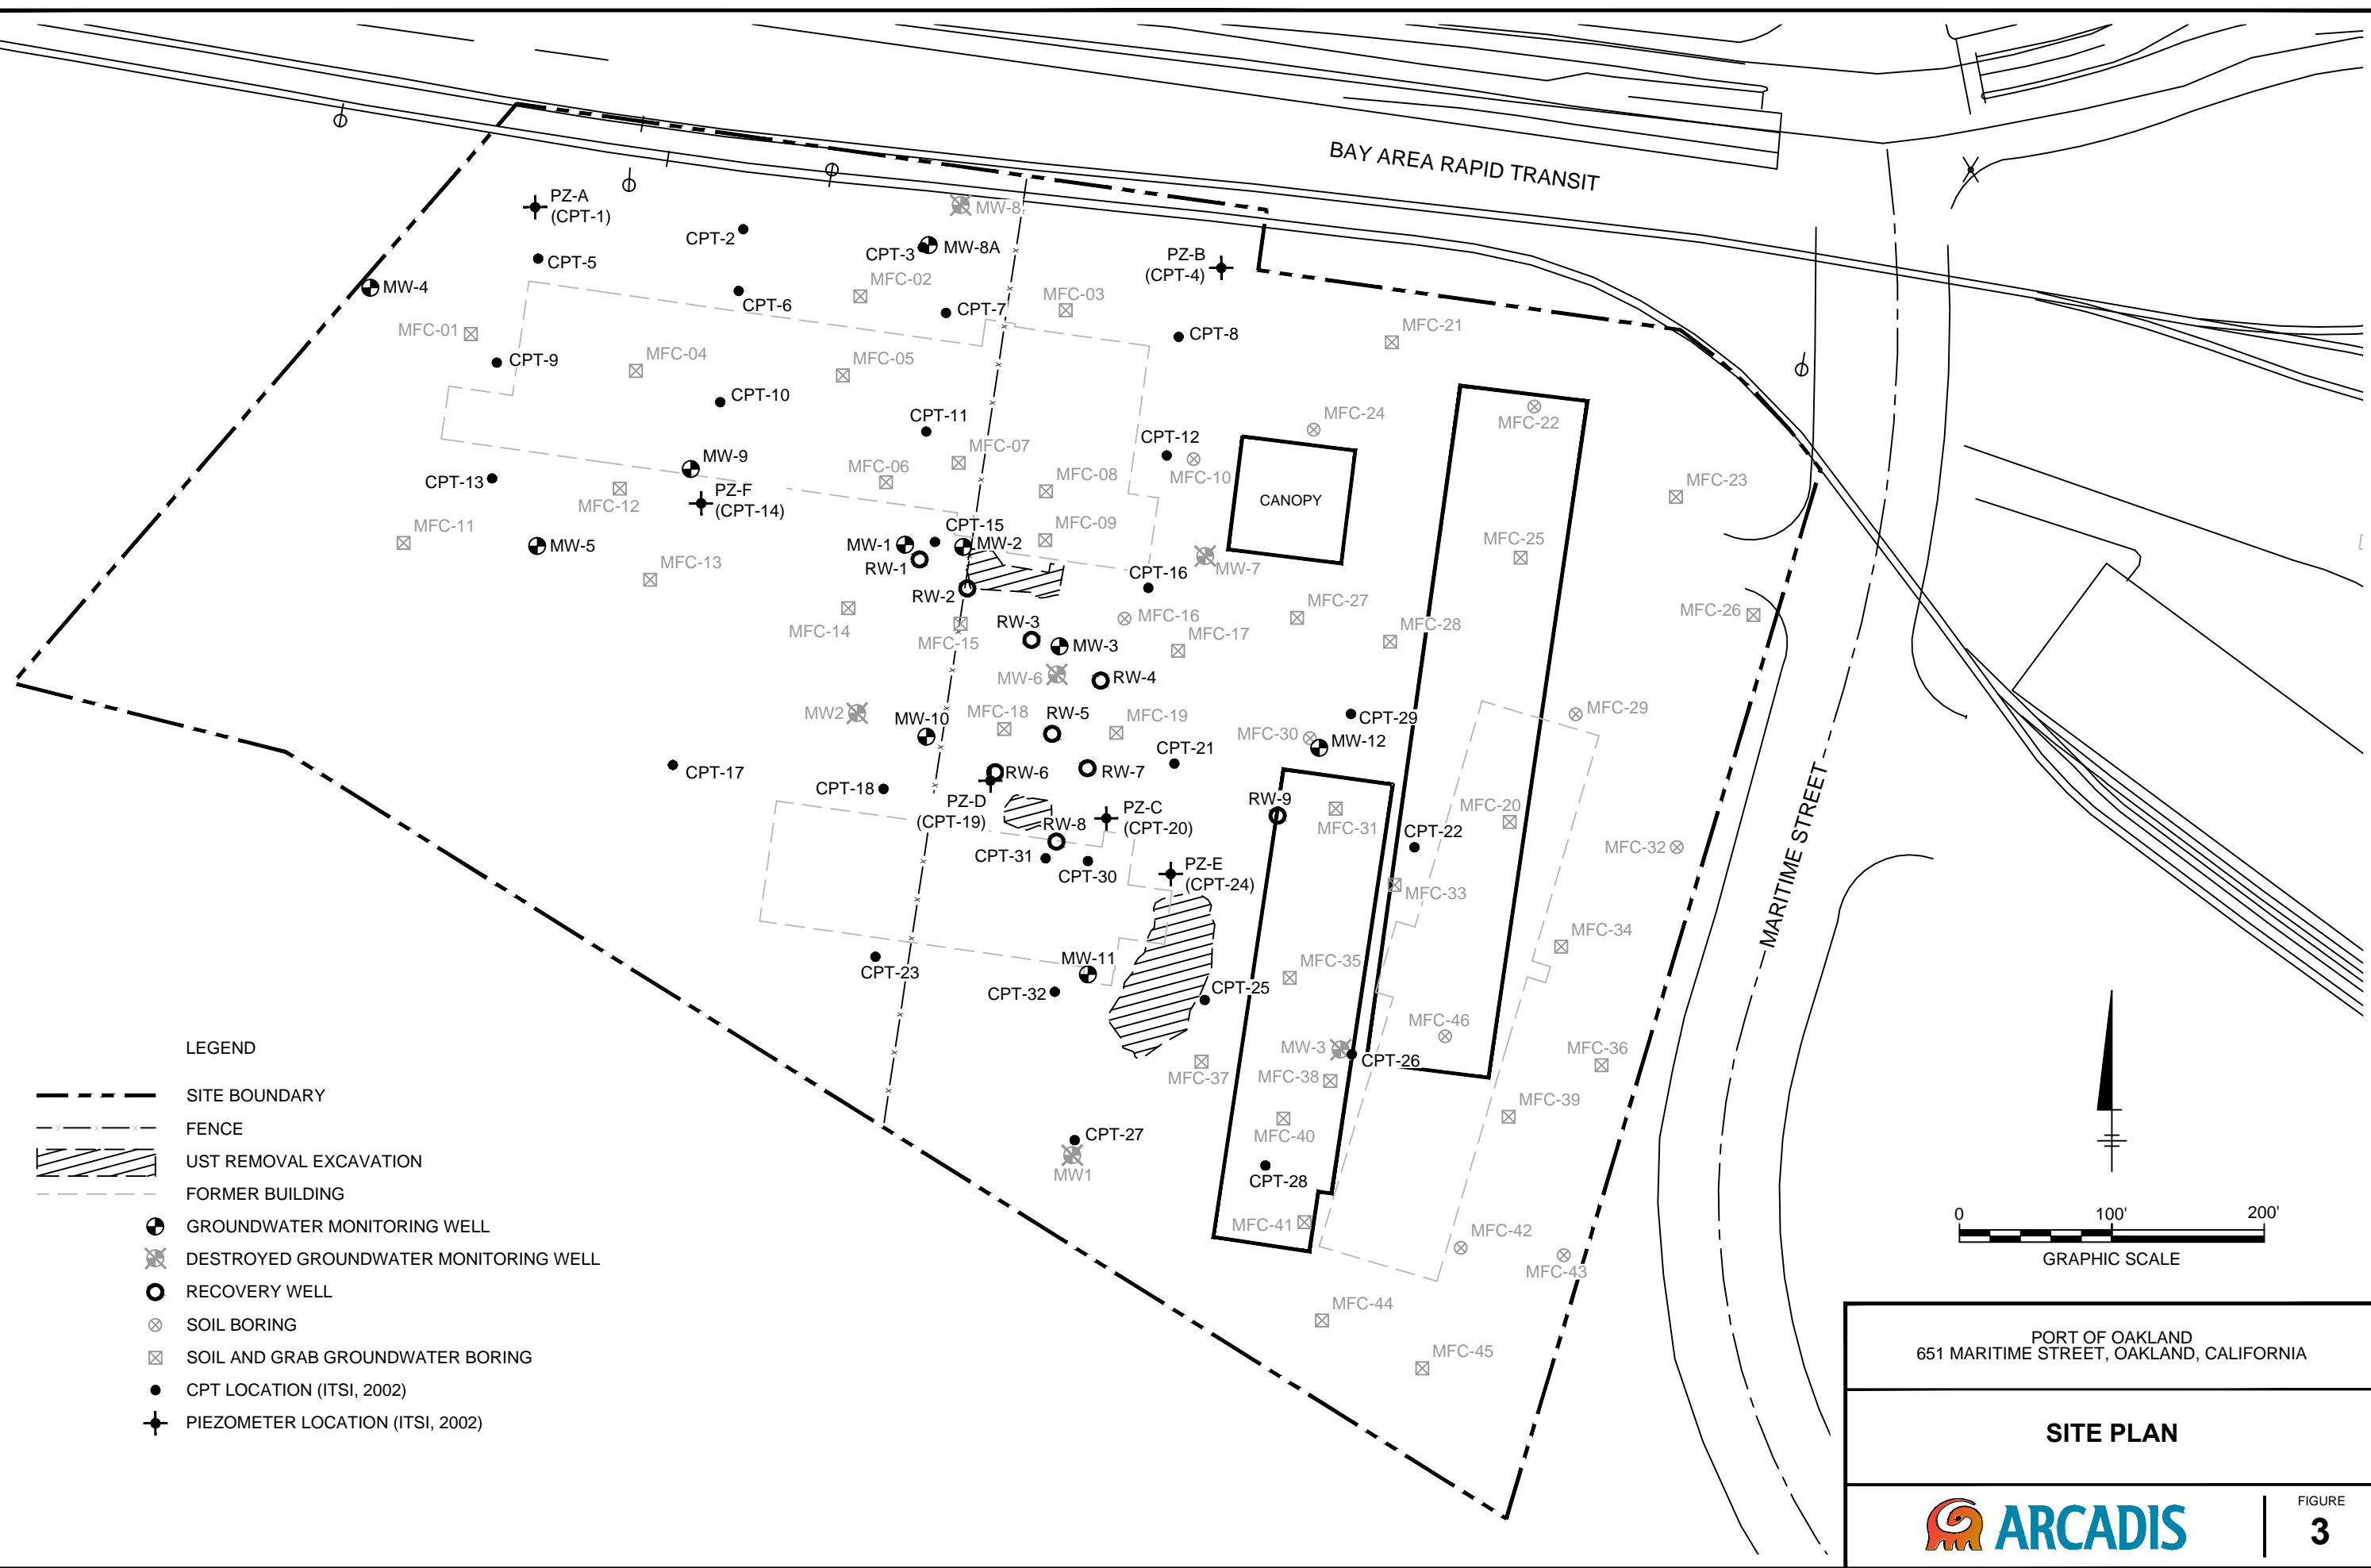 BAY AREA RAPID TRANSIT
PZ-A
(CPT-1)
MW-8
CPT-2
CPT-3
MW-8A
PZ-B
(CPT-4)
CPT-5
MW-4
MFC-02
CPT-6
MFC-03
CPT-7
MFC-01
CPT-8
MFC-21
CPT-9
MFC-04
MFC-05
CPT-10
CPT-11
MFC-24
MFC-22
CPT-12
MFC-07
MW-9
MFC-06
MFC-08
MFC-10
CPT-13
MFC-23
PZ-F
(CPT-14)
CANOPY
MFC-12
MFC-11
CPT-15
MFC-09
MW-5
MW-1
MW-2
MFC-25
MFC-13
RW-1
MW-7
CPT-16
RW-2
MFC-27
MFC-26
MFC-14
RW-3
MFC-16
MFC-28
MFC-15
MFC-17
MW-3
MW-6
RW-4
MW2
MW-10
MFC-18
RW-5
MFC-19
CPT-29
MFC-29
MFC-30
MW-12
CPT-21
CPT-17
RW-6
RW-7
CPT-18
PZ-D
(CPT-19)
RW-9
PZ-C
(CPT-20)
MFC-20
RW-8
MFC-31
CPT-22
CPT-31
MFC-32
PZ-E
(CPT-24)
CPT-30
MFC-33
MARITIME STREET
MFC-34
MW-11
MFC-35
CPT-23
CPT-32
CPT-25
MFC-46
MW-3
MFC-36
CPT-26
MFC-37
MFC-38
MFC-39
CPT-27
MFC-40
MW1
CPT-28
MFC-41
MFC-42
MFC-43
MFC-44
MFC-45
LEGEND
SITE BOUNDARY
FENCE
UST REMOVAL EXCAVATION
FORMER BUILDING
GROUNDWATER MONITORING WELL
DESTROYED GROUNDWATER MONITORING WELL
RECOVERY WELL
SOIL BORING
SOIL AND GRAB GROUNDWATER BORING
CPT LOCATION (ITSI, 2002)
PIEZOMETER LOCATION (ITSI, 2002)
0 100' 200'
GRAPHIC SCALE
PORT OF OAKLAND
651 MARITIME STREET, OAKLAND, CALIFORNIA
SITE PLAN
ARCADIS
FIGURE
3